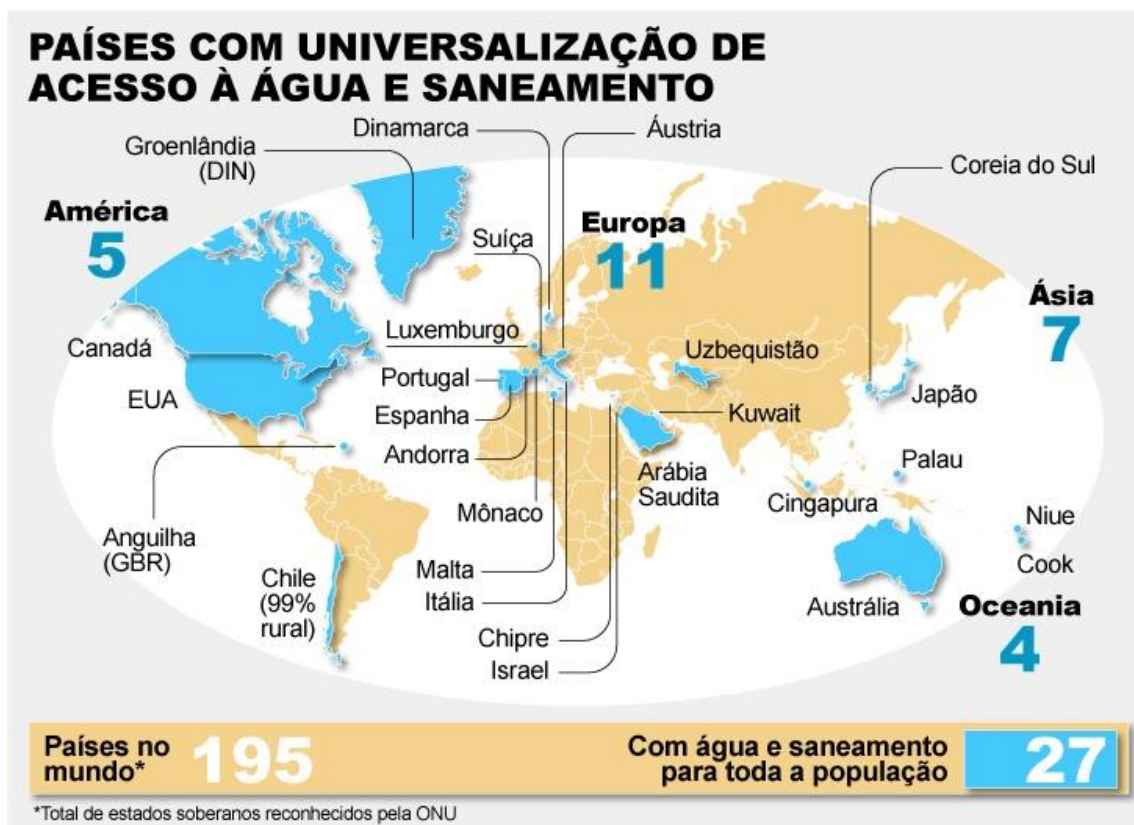 PAÍSES COM UNIVERSALIZAÇÃO DE
ACESSO À ÁGUA E SANEAMENTO
Dinamarca
Áustria
Groenlândia
(DIN)
Coreia do Sul
América
5
Suíça
Europa
11
Ásia
7
Luxemburgo
Canadá
Uzbequistão
Portugal
EUA
Japão
Espanha
Kuwait
Andorra
Arábia
Saudita
Palau
Cingapura
Mônaco
Niue
Anguilha
(GBR)
Cook
Malta
Chile
(99%
rural)
Itália
Austrália
Oceania
4
Chipre
Israel
Países no
mundo*
195
Com água e saneamento
para toda a população
27
*Total de estados soberanos reconhecidos pela ONU